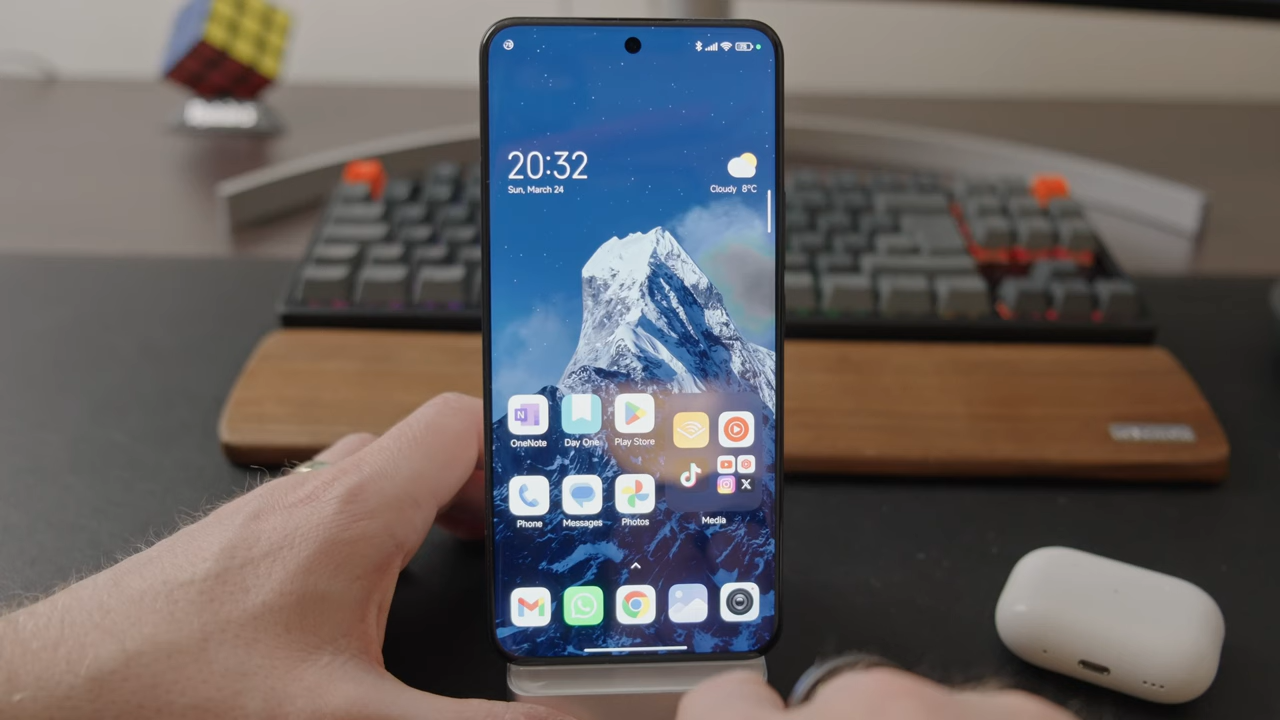 20:32
Sun, March 24
Cloudy 8°C
OneNote
Day One
Play Store
Phone
Messages
Photos
Media